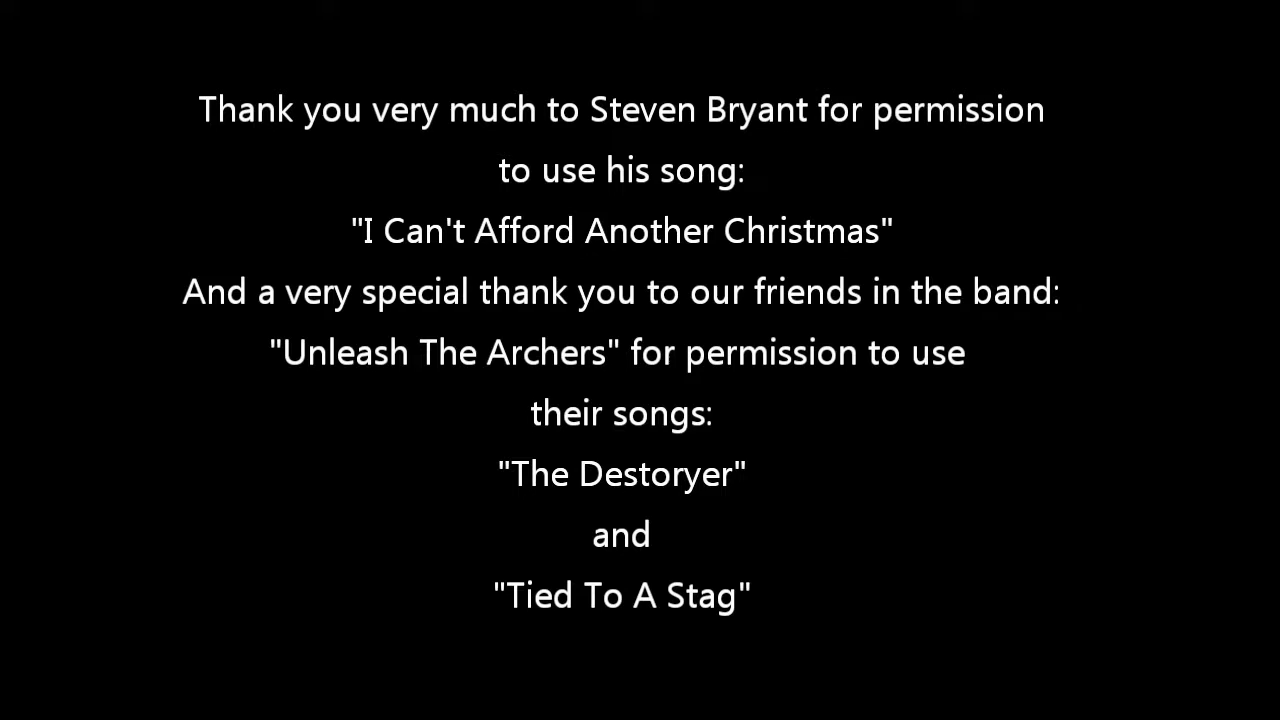 Thank you very much to Steven Bryant for permission
to use his song:
"I Can't Afford Another Christmas"
And a very special thank you to our friends in the band:
"Unleash The Archers" for permission to use
their songs:
"The Destoryer"
and
"Tied To A Stag"